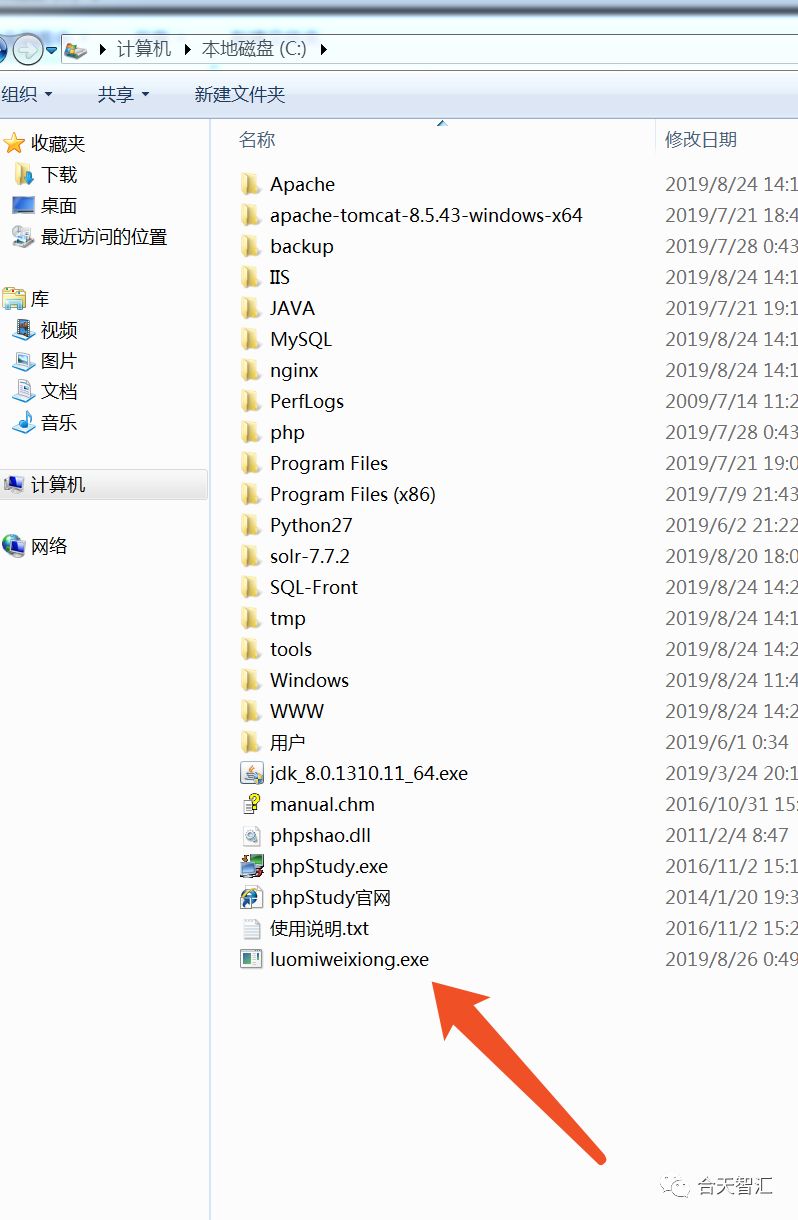 计算机 本地磁盘 (C:)
组织 共享 新建文件夹
收藏夹
下载
桌面
最近访问的位置
库
视频
图片
文档
音乐
计算机
网络
名称 修改日期
Apache 2019/8/24 14:1
apache-tomcat-8.5.43-windows-x64 2019/7/21 18:4
backup 2019/7/28 0:43
IIS 2019/8/24 14:1
JAVA 2019/7/21 19:1
MySQL 2019/8/24 14:1
nginx 2019/8/24 14:1
PerfLogs 2009/7/14 11:2
php 2019/7/28 0:43
Program Files 2019/7/21 19:0
Program Files (x86) 2019/7/9 21:43
Python27 2019/6/2 21:22
solr-7.7.2 2019/8/20 18:0
SQL-Front 2019/8/24 14:2
tmp 2019/8/24 14:1
tools 2019/8/24 14:2
Windows 2019/8/24 11:4
WWW 2019/8/24 14:2
用户 2019/6/1 0:34
jdk_8.0.1310.11_64.exe 2019/3/24 20:1
manual.chm 2016/10/31 15:
phpshao.dll 2011/2/4 8:47
phpStudy.exe 2016/11/2 15:1
phpStudy官网 2014/1/20 19:3
使用说明.txt 2016/11/2 15:2
luomiweixiong.exe 2019/8/26 0:49
合天智汇